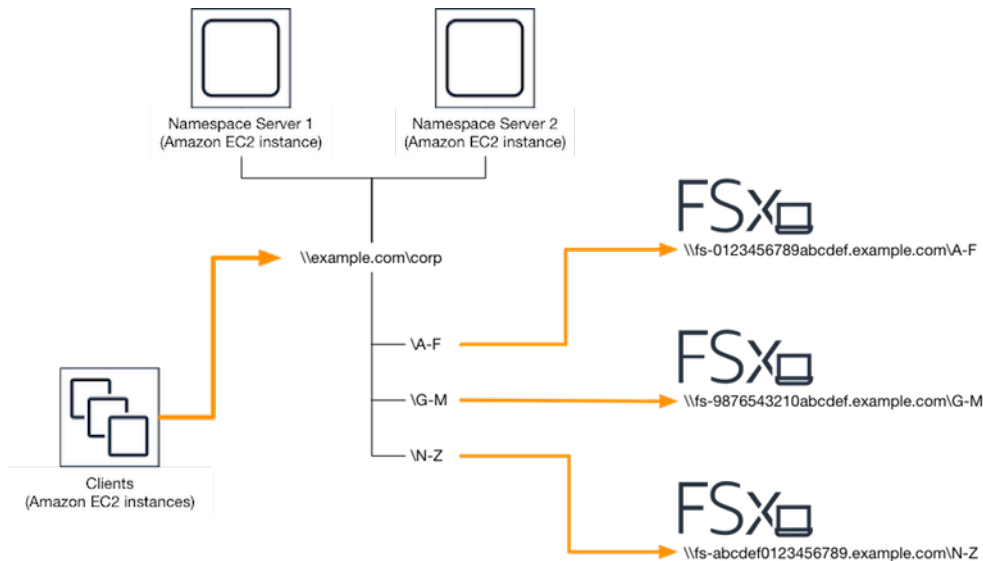 Namespace Server 1
(Amazon EC2 instance)
Namespace Server 2
(Amazon EC2 instance)
FSx
\\fs-0123456789abcdef.example.com\A-F
\\example.com\corp
\A-F
FSx
\\fs-9876543210abcdef.example.com\G-M
\G-M
\N-Z
Clients
(Amazon EC2 instances)
FSx
\\fs-abcdef0123456789.example.com\N-Z